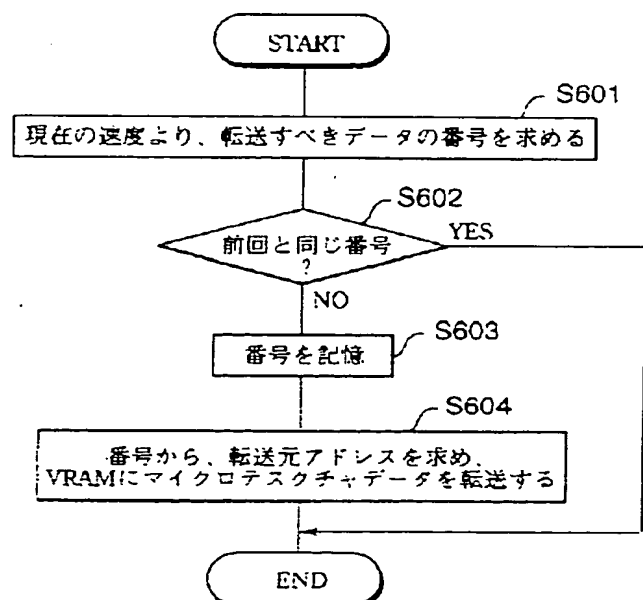 START
S601
現在の速度より、転送すべきデータの番号を求める
S602
前回と同じ番号
?
YES
NO
S603
番号を記憶
S604
番号から、転送元アドレスを求め、
VRAMにマイクロテスクチャデータを転送する
END